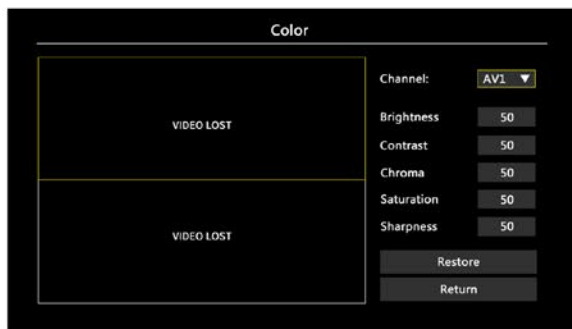 Color
VIDEO LOST
VIDEO LOST
Channel: AV1
Brightness 50
Contrast 50
Chroma 50
Saturation 50
Sharpness 50
Restore
Return